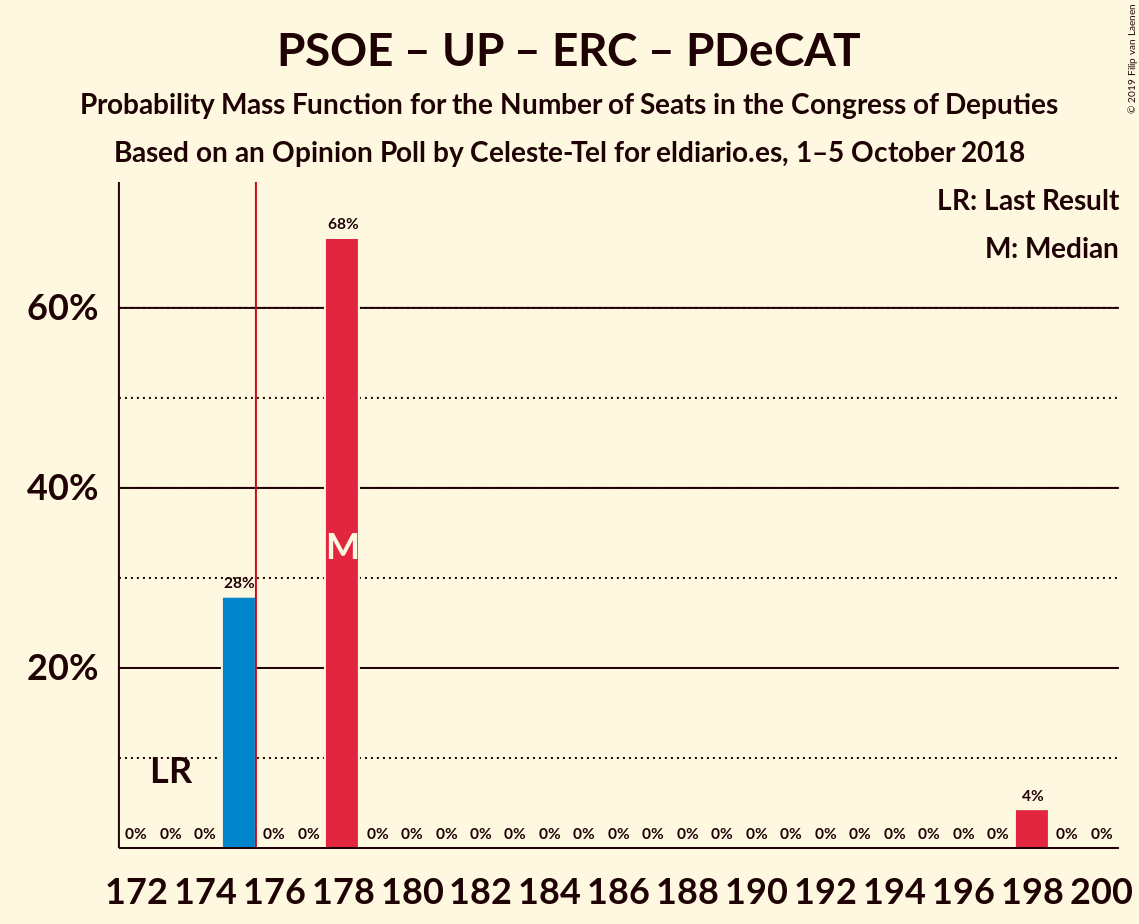 PSOE – UP – ERC – PDeCAT
Probability Mass Function for the Number of Seats in the Congress of Deputies
Based on an Opinion Poll by Celeste-Tel for eldiario.es, 1–5 October 2018
© 2019 Filip van Laenen
LR: Last Result
M: Median
68%
60%
40%
M
28%
20%
LR
4%
0% 0% 0% 0% 0% 0% 0% 0% 0% 0% 0% 0% 0% 0% 0% 0% 0% 0% 0% 0% 0% 0% 0% 0% 0% 0%
172 174 176 178 180 182 184 186 188 190 192 194 196 198 200